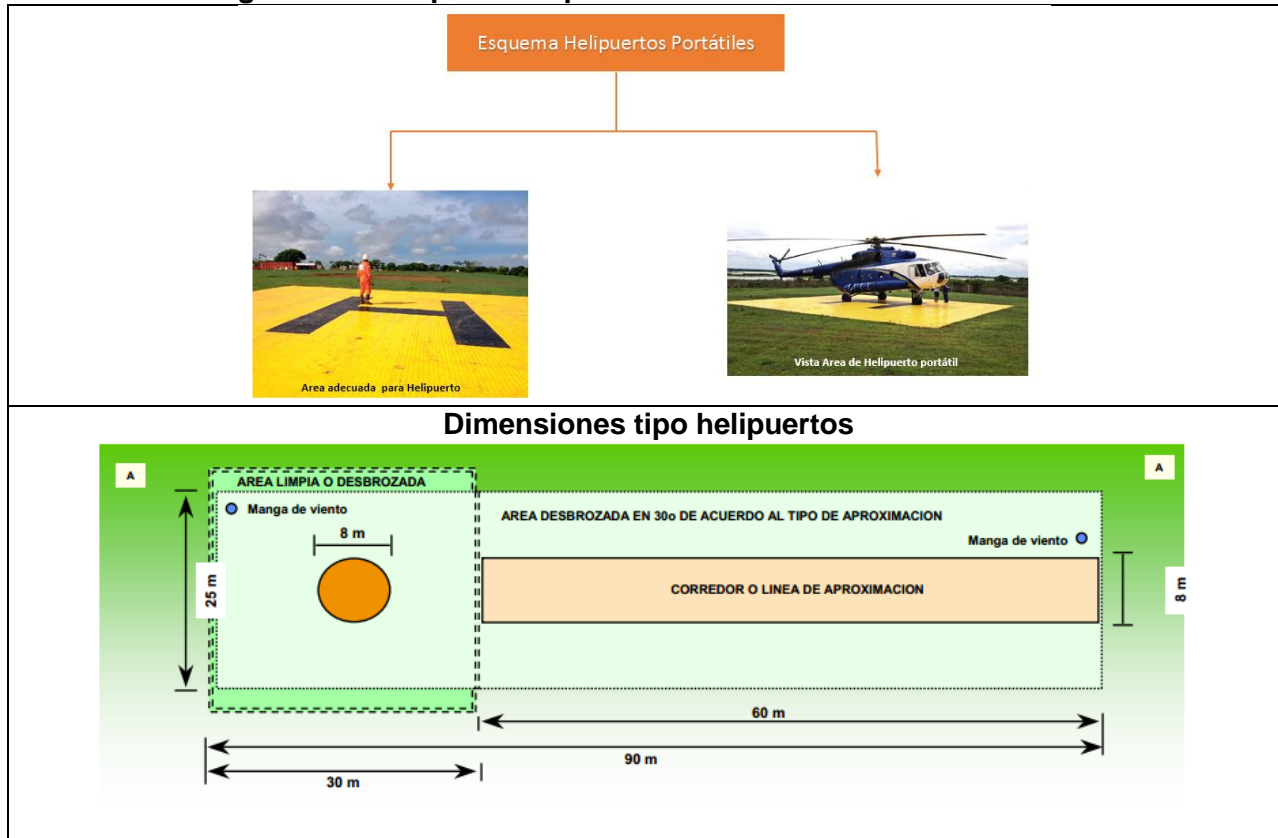 Esquema Helipuertos Portátiles
Area adecuada para Helipuerto
Vista Area de Helipuerto portátil
Dimensiones tipo helipuertos
A
A
AREA LIMPIA O DESBROZADA
Manga de viento
8 m
25 m
AREA DESBROZADA EN 30o DE ACUERDO AL TIPO DE APROXIMACION
Manga de viento
CORREDOR O LINEA DE APROXIMACION
8 m
60 m
90 m
30 m